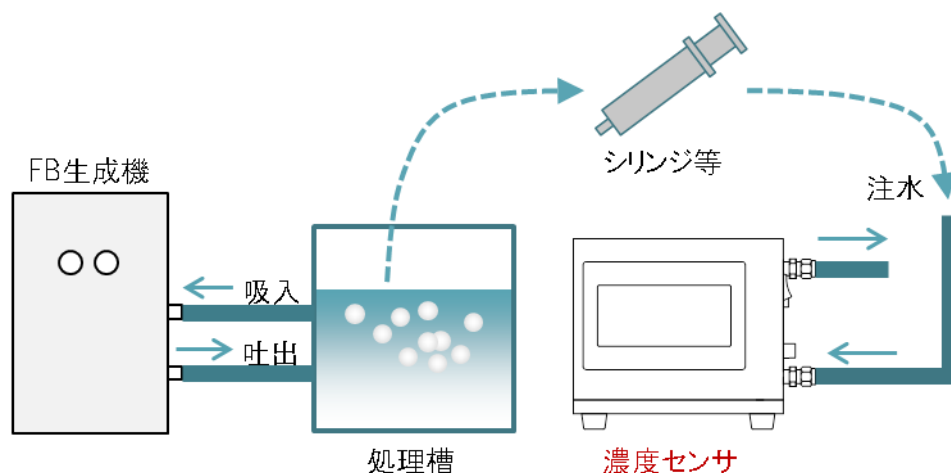 シリンジ等
FB生成機
注水
吸入
吐出
処理槽
濃度センサ